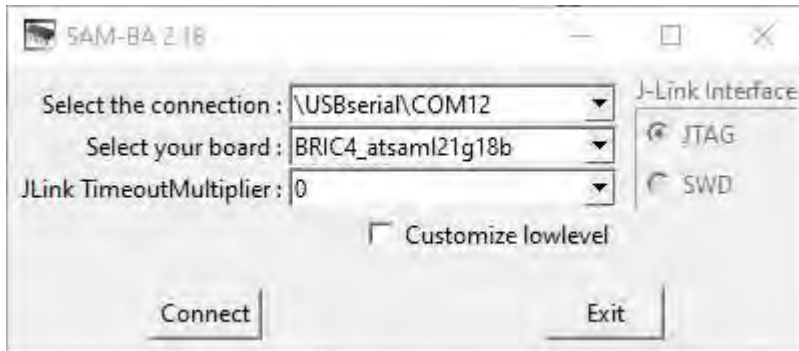 SAM-BA 2.18
Select the connection : \USBserial\COM12
J-Link Interface
Select your board : BRIC4_atsaml21g18b
JTAG
JLink TimeoutMultiplier : 0
SWD
Customize lowlevel
Connect
Exit